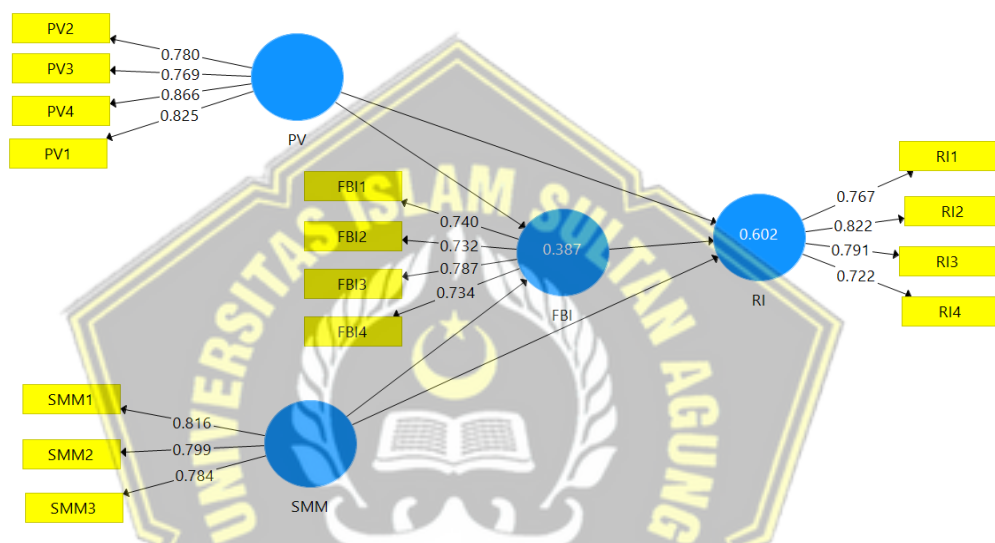 PV2
PV3
PV4
PV1
0.780
0.769
0.866
0.825
PV
FBI1
FBI2
FBI3
FBI4
0.740
0.732
0.787
0.734
0.387
FBI
0.602
RI
0.767
0.822
0.791
0.722
RI1
RI2
RI3
RI4
SMM1
SMM2
SMM3
0.816
0.799
0.784
SMM
UNIVERSITAS ISLAM SULTAN AGUNG